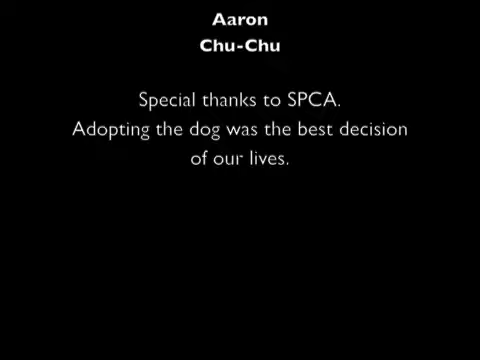 Aaron
Chu-Chu
Special thanks to SPCA.
Adopting the dog was the best decision
of our lives.